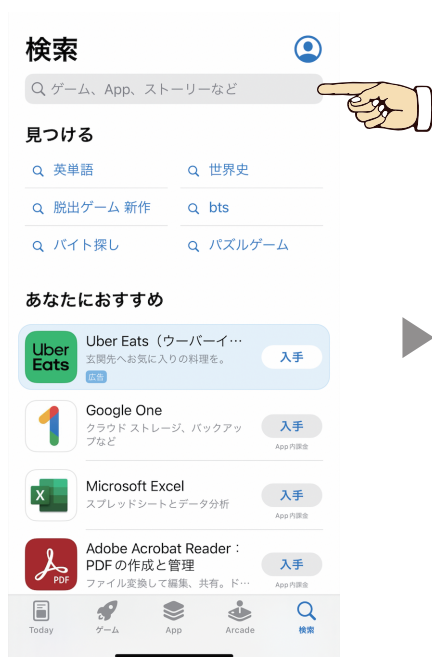 検索
ゲーム、App、ストーリーなど
見つける
英単語
世界史
脱出ゲーム 新作
bts
バイト探し
パズルゲーム
あなたにおすすめ
Uber Eats
Uber Eats（ウーバーイ…
玄関先へお気に入りの料理を。
広告
入手
Google One
クラウド ストレージ、バックアッ
プなど
入手
App 内課金
X
Microsoft Excel
スプレッドシートとデータ分析
入手
App 内課金
PDF
Adobe Acrobat Reader：
PDF の作成と管理
ファイル変換して編集、共有。ド…
入手
App 内課金
Today
ゲーム
App
Arcade
検索